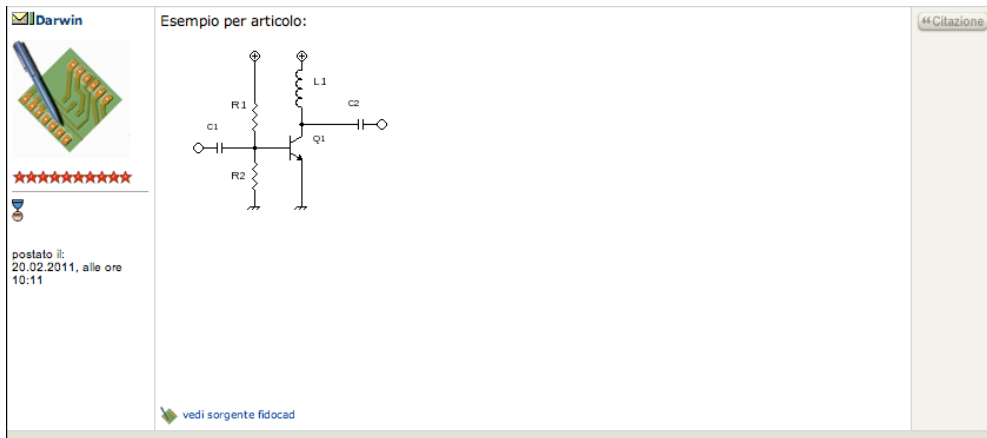 Darwin
Esempio per articolo:
Citazione
L1
R1
C2
C1
Q1
R2
postato il:
20.02.2011, alle ore
10:11
vedi sorgente fidocad